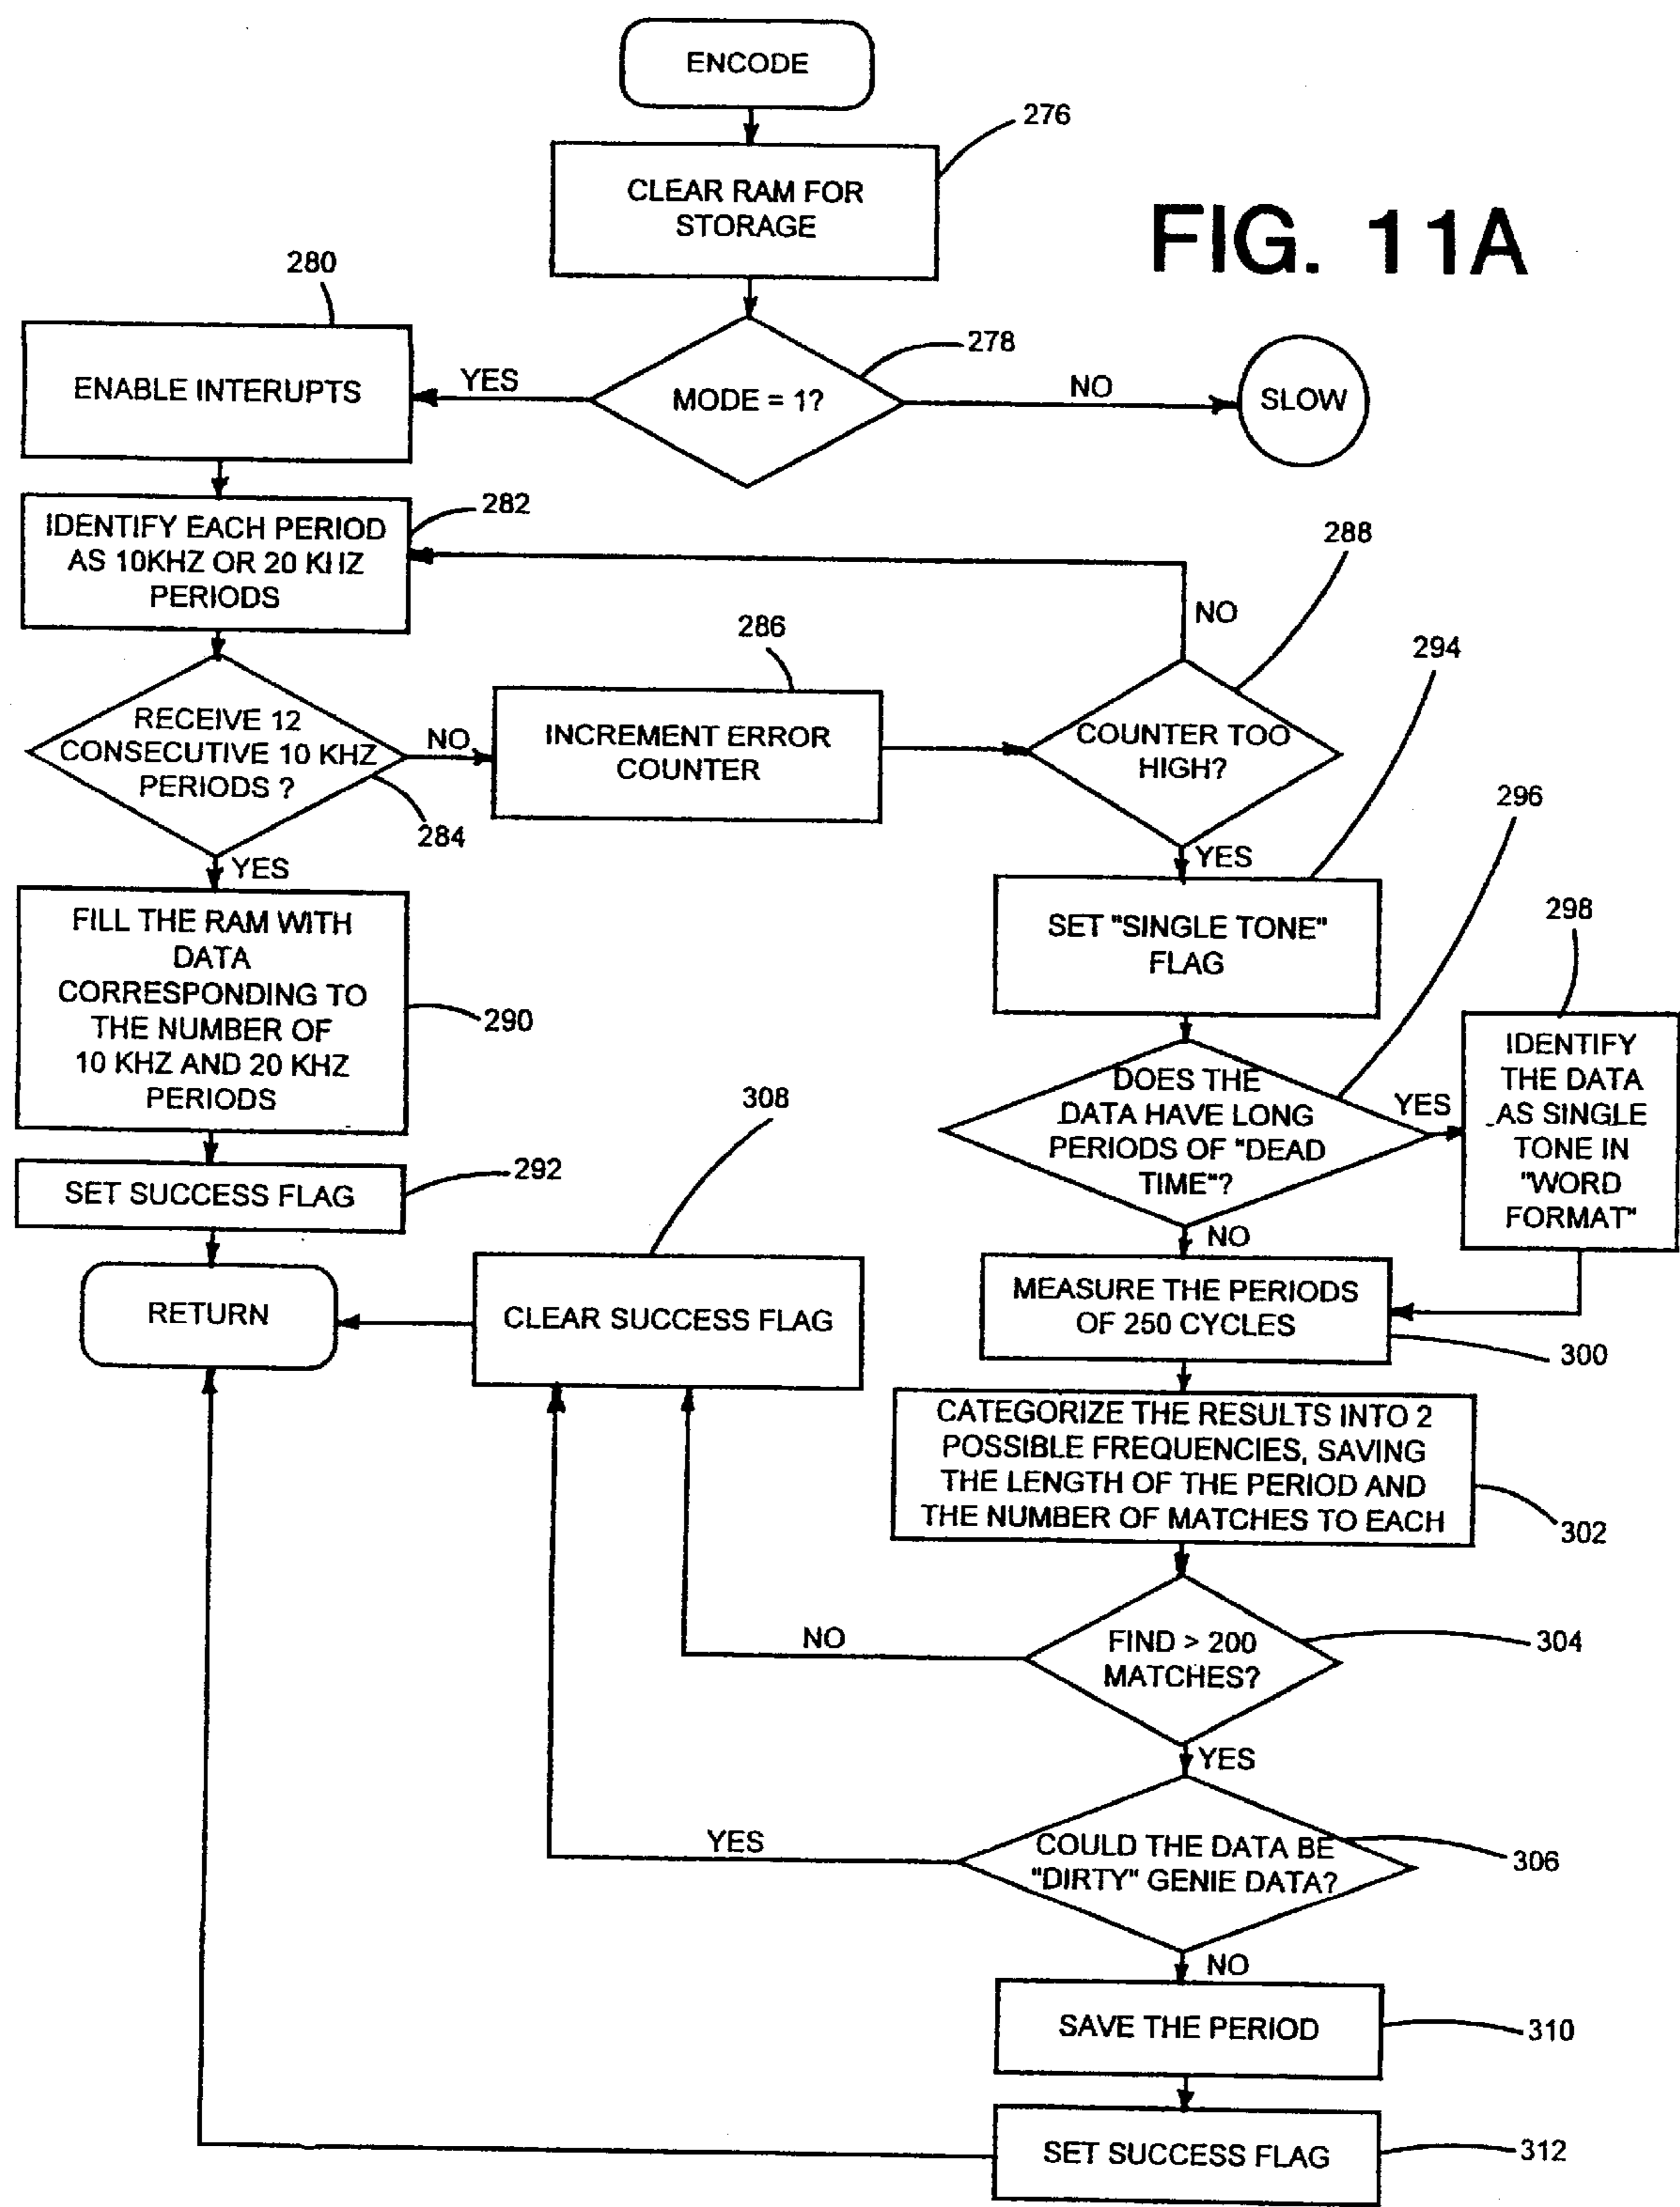 ENCODE
276
CLEAR RAM FOR
STORAGE
FIG. 11A
280
278
ENABLE INTERUPTS
YES
MODE = 1?
NO
SLOW
282
IDENTIFY EACH PERIOD
AS 10KHZ OR 20 KHZ
PERIODS
288
NO
286
294
RECEIVE 12
CONSECUTIVE 10 KHZ
PERIODS ?
NO
INCREMENT ERROR
COUNTER
COUNTER TOO
HIGH?
284
YES
YES
296
FILL THE RAM WITH
DATA
CORRESPONDING TO
THE NUMBER OF
10 KHZ AND 20 KHZ
PERIODS
290
SET "SINGLE TONE"
FLAG
298
DOES THE
DATA HAVE LONG
PERIODS OF "DEAD
TIME"?
YES
IDENTIFY
THE DATA
AS SINGLE
TONE IN
"WORD
FORMAT"
308
SET SUCCESS FLAG
292
NO
RETURN
CLEAR SUCCESS FLAG
MEASURE THE PERIODS
OF 250 CYCLES
300
CATEGORIZE THE RESULTS INTO 2
POSSIBLE FREQUENCIES, SAVING
THE LENGTH OF THE PERIOD AND
THE NUMBER OF MATCHES TO EACH
302
NO
FIND > 200
MATCHES?
304
YES
YES
COULD THE DATA BE
"DIRTY" GENIE DATA?
306
NO
SAVE THE PERIOD
310
SET SUCCESS FLAG
312